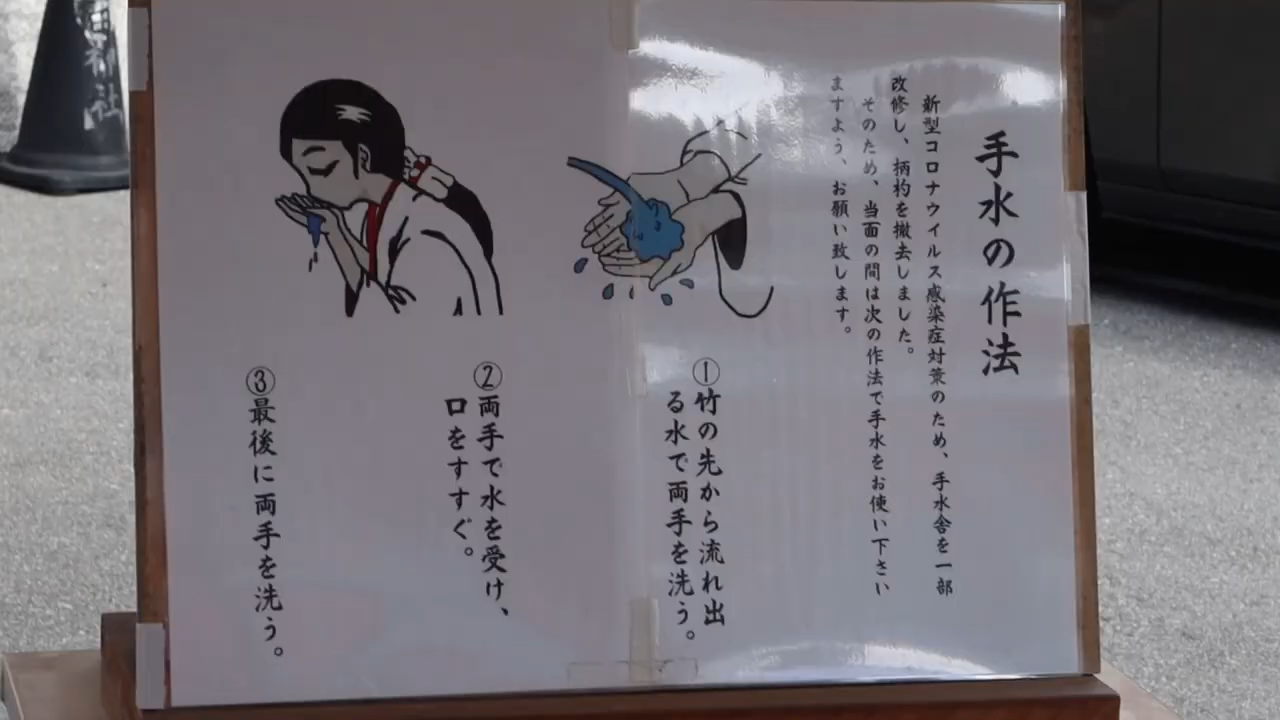 手水の作法
新型コロナウイルス感染症対策のため、手水舎を一部
改修し、柄杓を撤去しました。
そのため、当面の間は次の作法で手水をお使い下さい
ますよう、お願い致します。
①竹の先から流れ出
る水で両手を洗う。
②両手で水を受け、
口をすすぐ。
③最後に両手を洗う。
神社